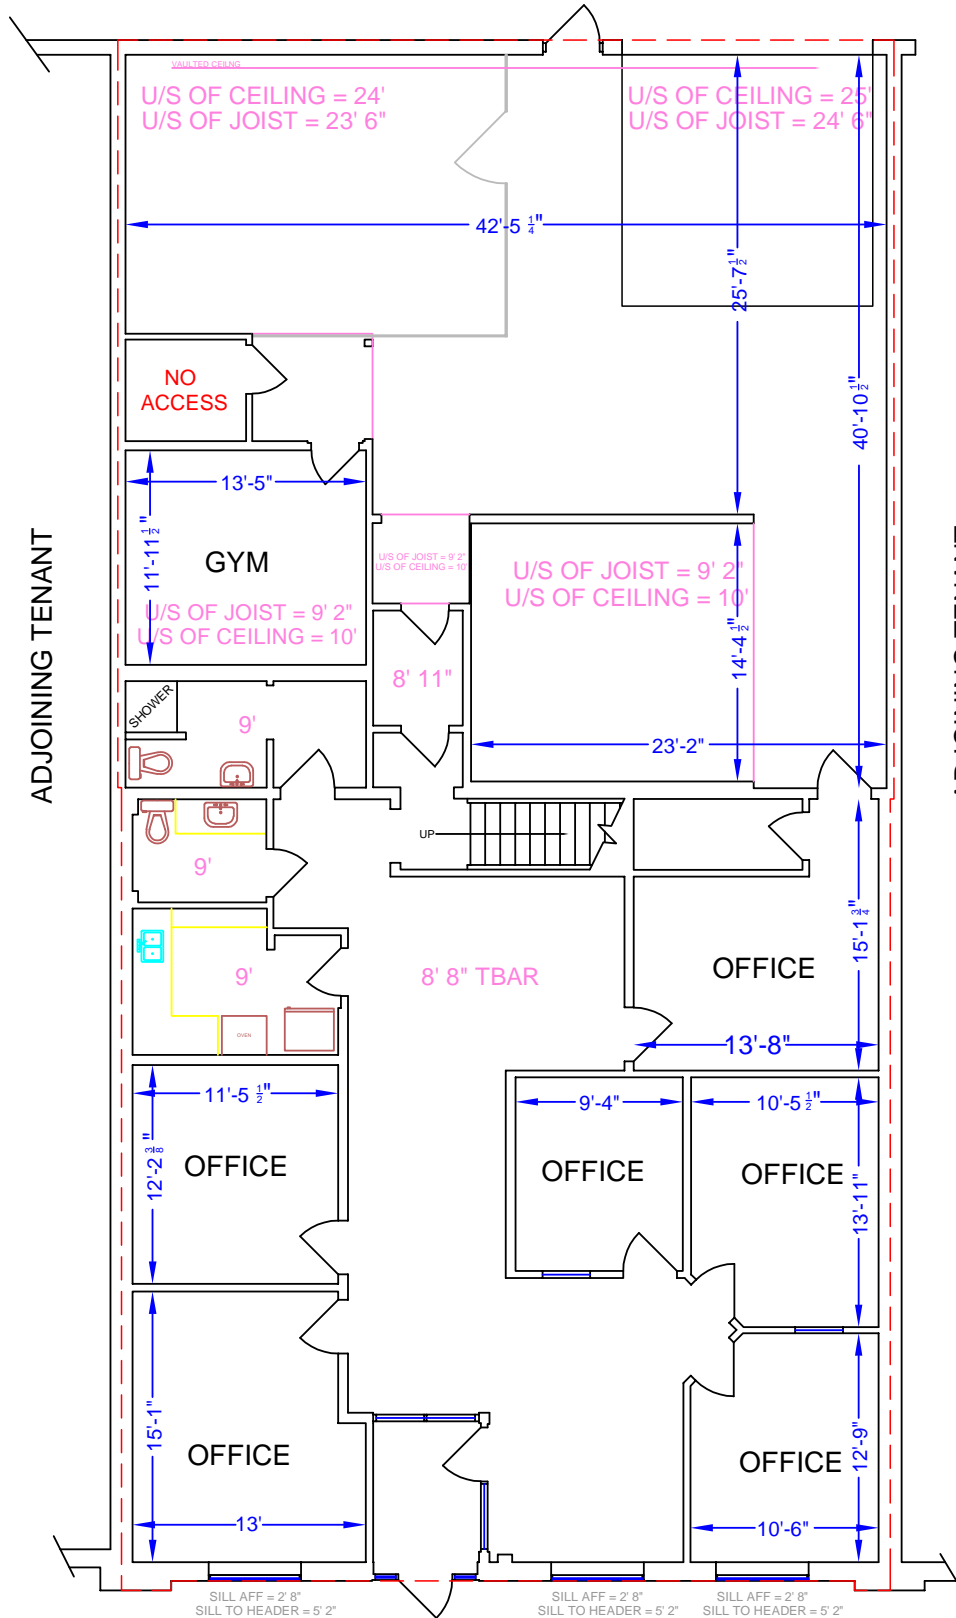 VAULTED CEILNG
U/S OF CEILING = 24'
U/S OF JOIST = 23' 6"
U/S OF CEILING = 25'
U/S OF JOIST = 24' 6"
42'-5 1/4"
25'-7 1/2"
40'-10 1/2"
NO
ACCESS
13'-5"
11'-11 1/2"
GYM
U/S OF JOIST = 9' 2"
U/S OF CEILING = 10'
U/S OF JOIST = 9' 2"
U/S OF CEILING = 10'
U/S OF JOIST = 9' 2"
U/S OF CEILING = 10'
14'-4 1/2"
23'-2"
ADJOINING TENANT
8' 11"
SHOWER
9'
UP
9'
9'
OVEN
8' 8" TBAR
OFFICE
15'-1 3/4"
13'-8"
11'-5 1/2"
12'-2 3/8"
OFFICE
9'-4"
OFFICE
10'-5 1/2"
OFFICE
13'-11"
15'-1"
OFFICE
13'
OFFICE
12'-9"
10'-6"
SILL AFF = 2' 8"
SILL TO HEADER = 5' 2"
SILL AFF = 2' 8"
SILL TO HEADER = 5' 2"
SILL AFF = 2' 8"
SILL TO HEADER = 5' 2"